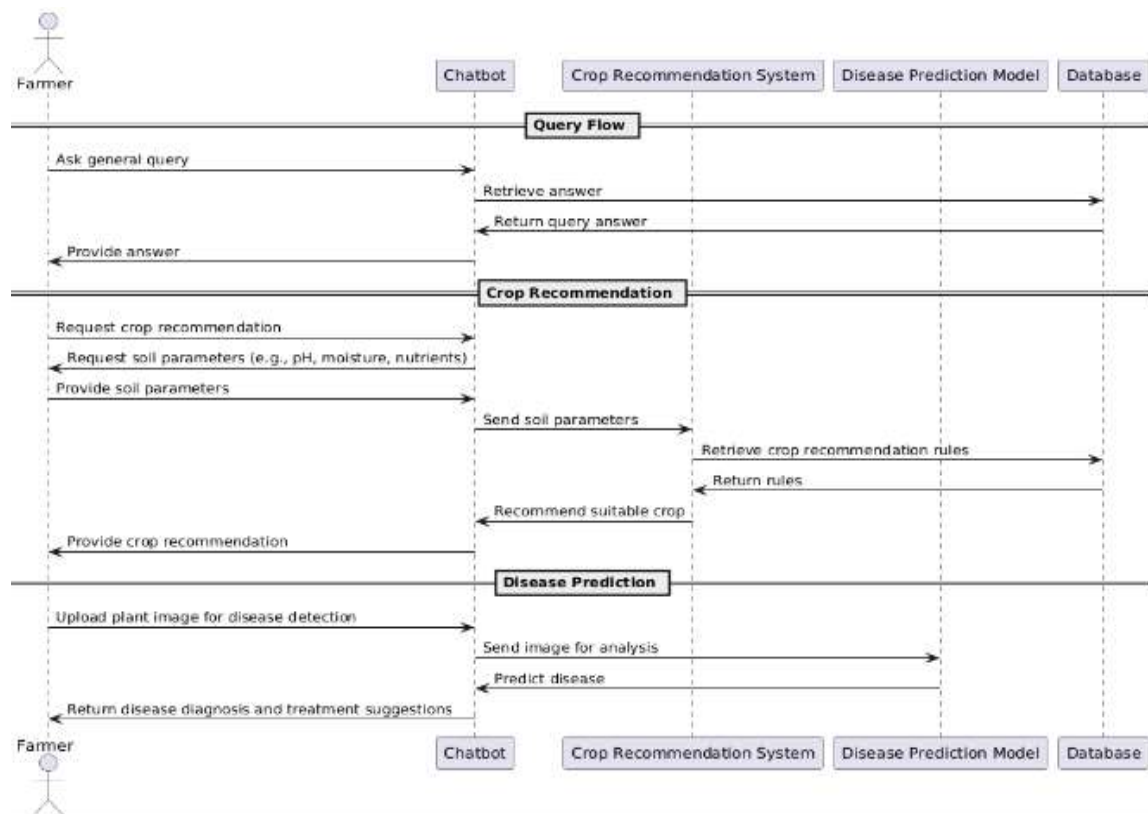 Farmer
Chatbot
Crop Recommendation System
Disease Prediction Model
Database
Query Flow
Ask general query
Retrieve answer
Return query answer
Provide answer
Crop Recommendation
Request crop recommendation
Request soil parameters (e.g., pH, moisture, nutrients)
Provide soil parameters
Send soil parameters
Retrieve crop recommendation rules
Return rules
Recommend suitable crop
Provide crop recommendation
Disease Prediction
Upload plant image for disease detection
Send image for analysis
Predict disease
Return disease diagnosis and treatment suggestions
Farmer
Chatbot
Crop Recommendation System
Disease Prediction Model
Database